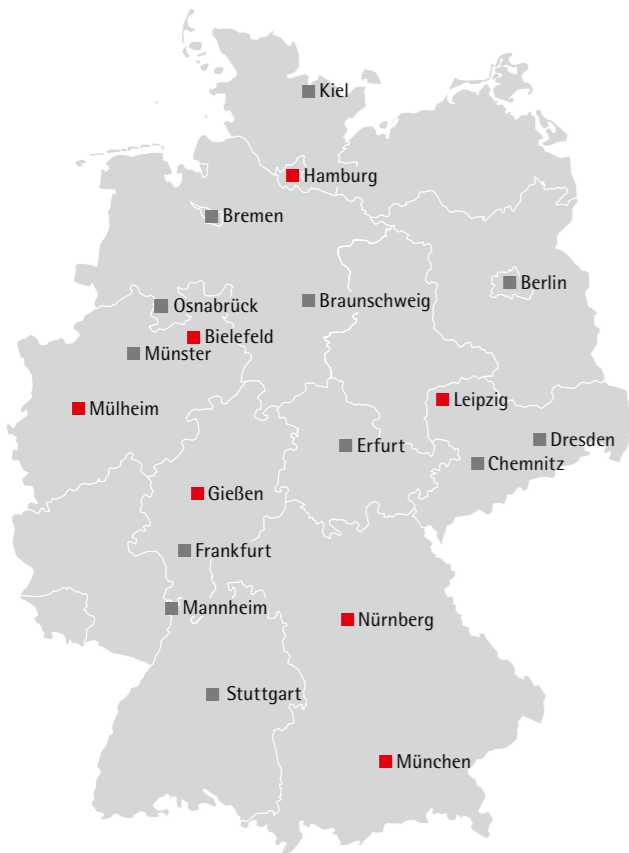 Kiel
Hamburg
Bremen
Berlin
Osnabrück
Braunschweig
Bielefeld
Münster
Mülheim
Leipzig
Erfurt
Dresden
Chemnitz
Gießen
Frankfurt
Mannheim
Nürnberg
Stuttgart
München